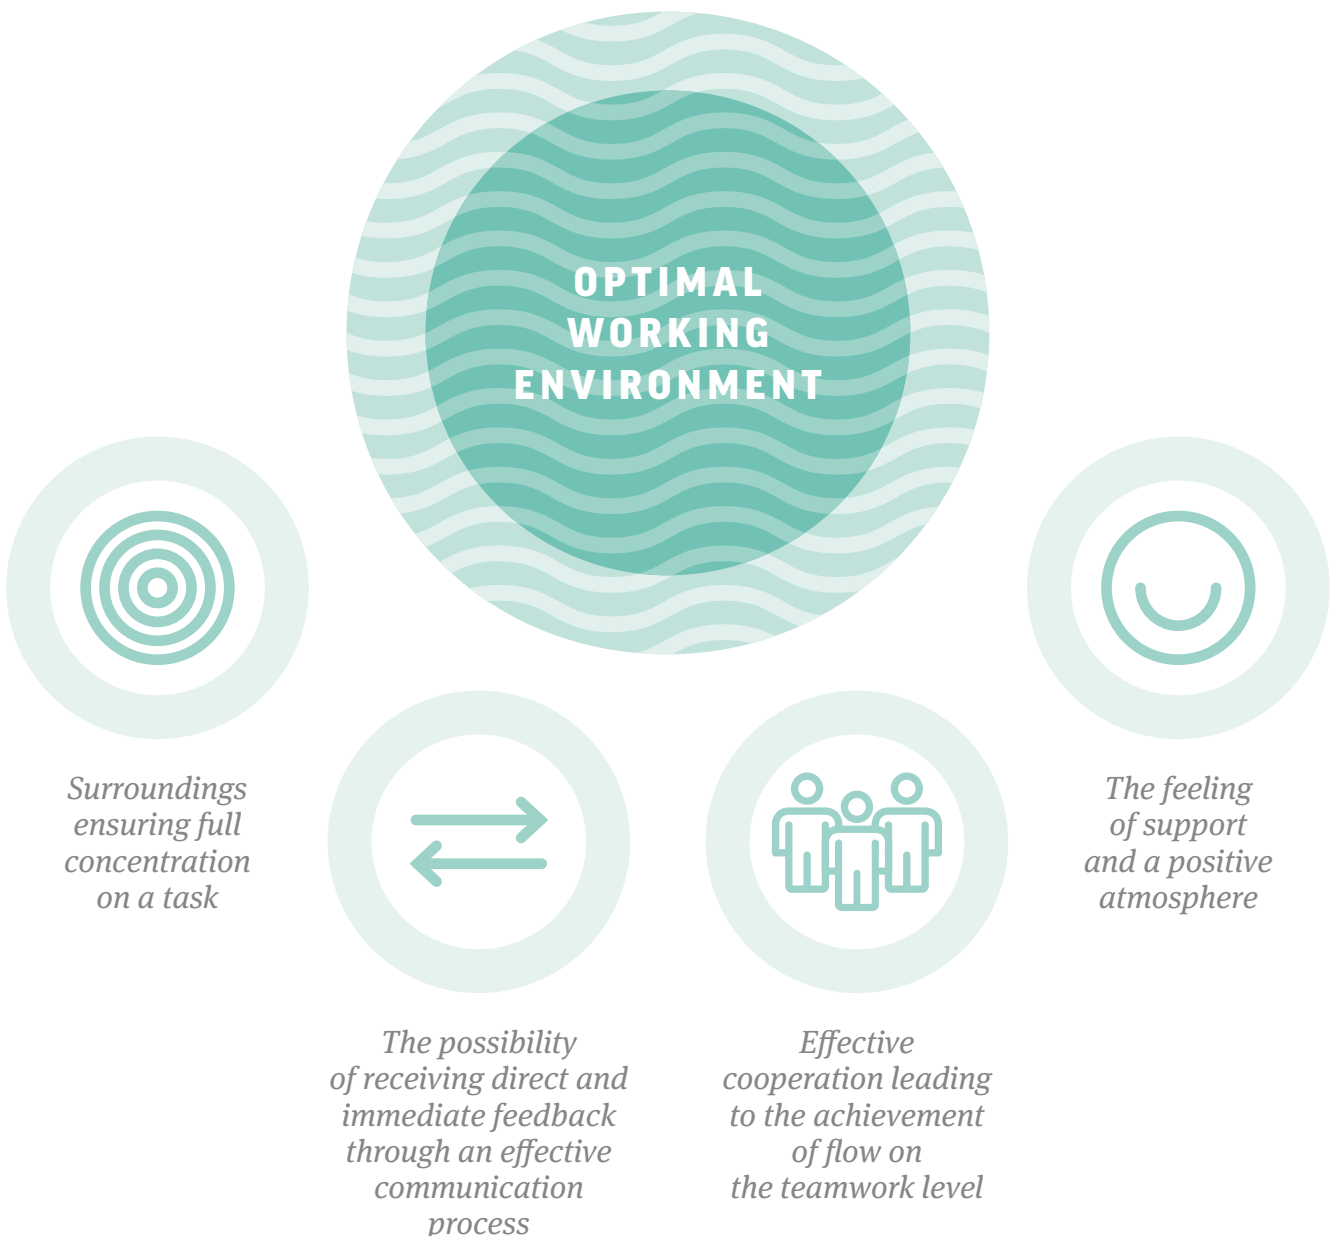 OPTIMAL
WORKING
ENVIRONMENT
Surroundings
ensuring full
concentration
on a task
The possibility
of receiving direct and
immediate feedback
through an effective
communication
process
Effective
cooperation leading
to the achievement
of flow on
the teamwork level
The feeling
of support
and a positive
atmosphere